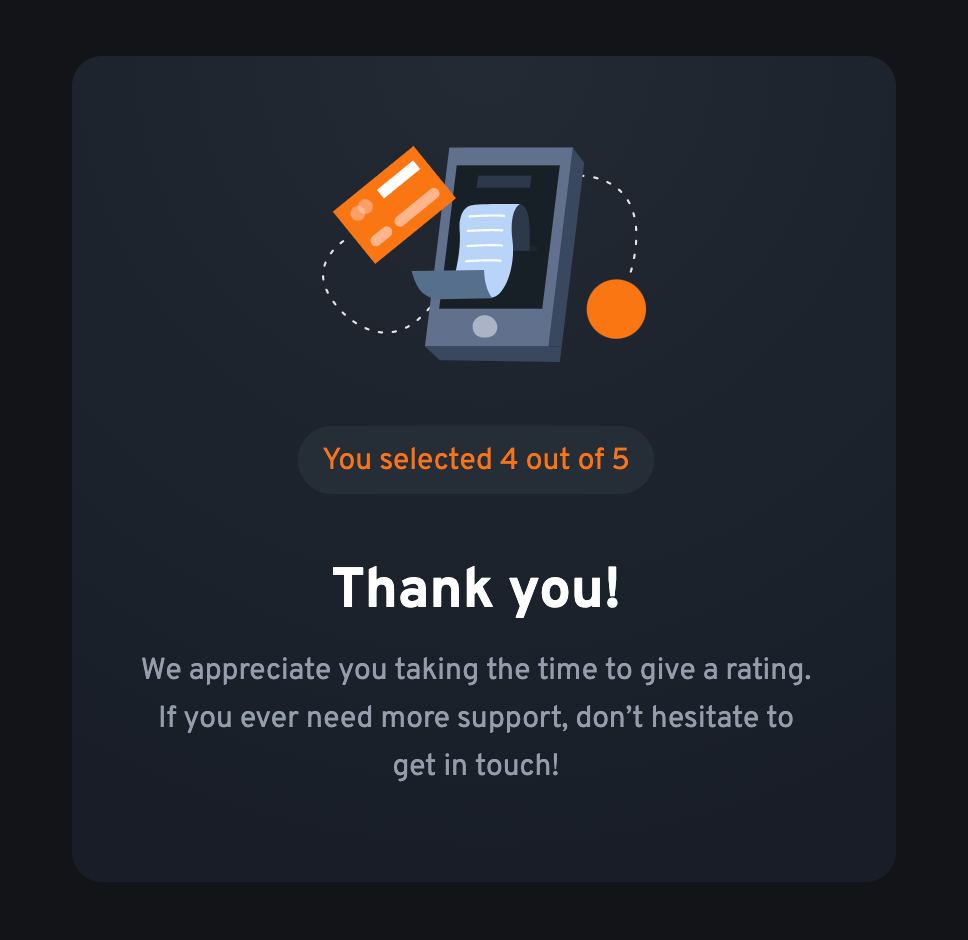 You selected 4 out of 5
Thank you!
We appreciate you taking the time to give a rating.
If you ever need more support, don’t hesitate to
get in touch!